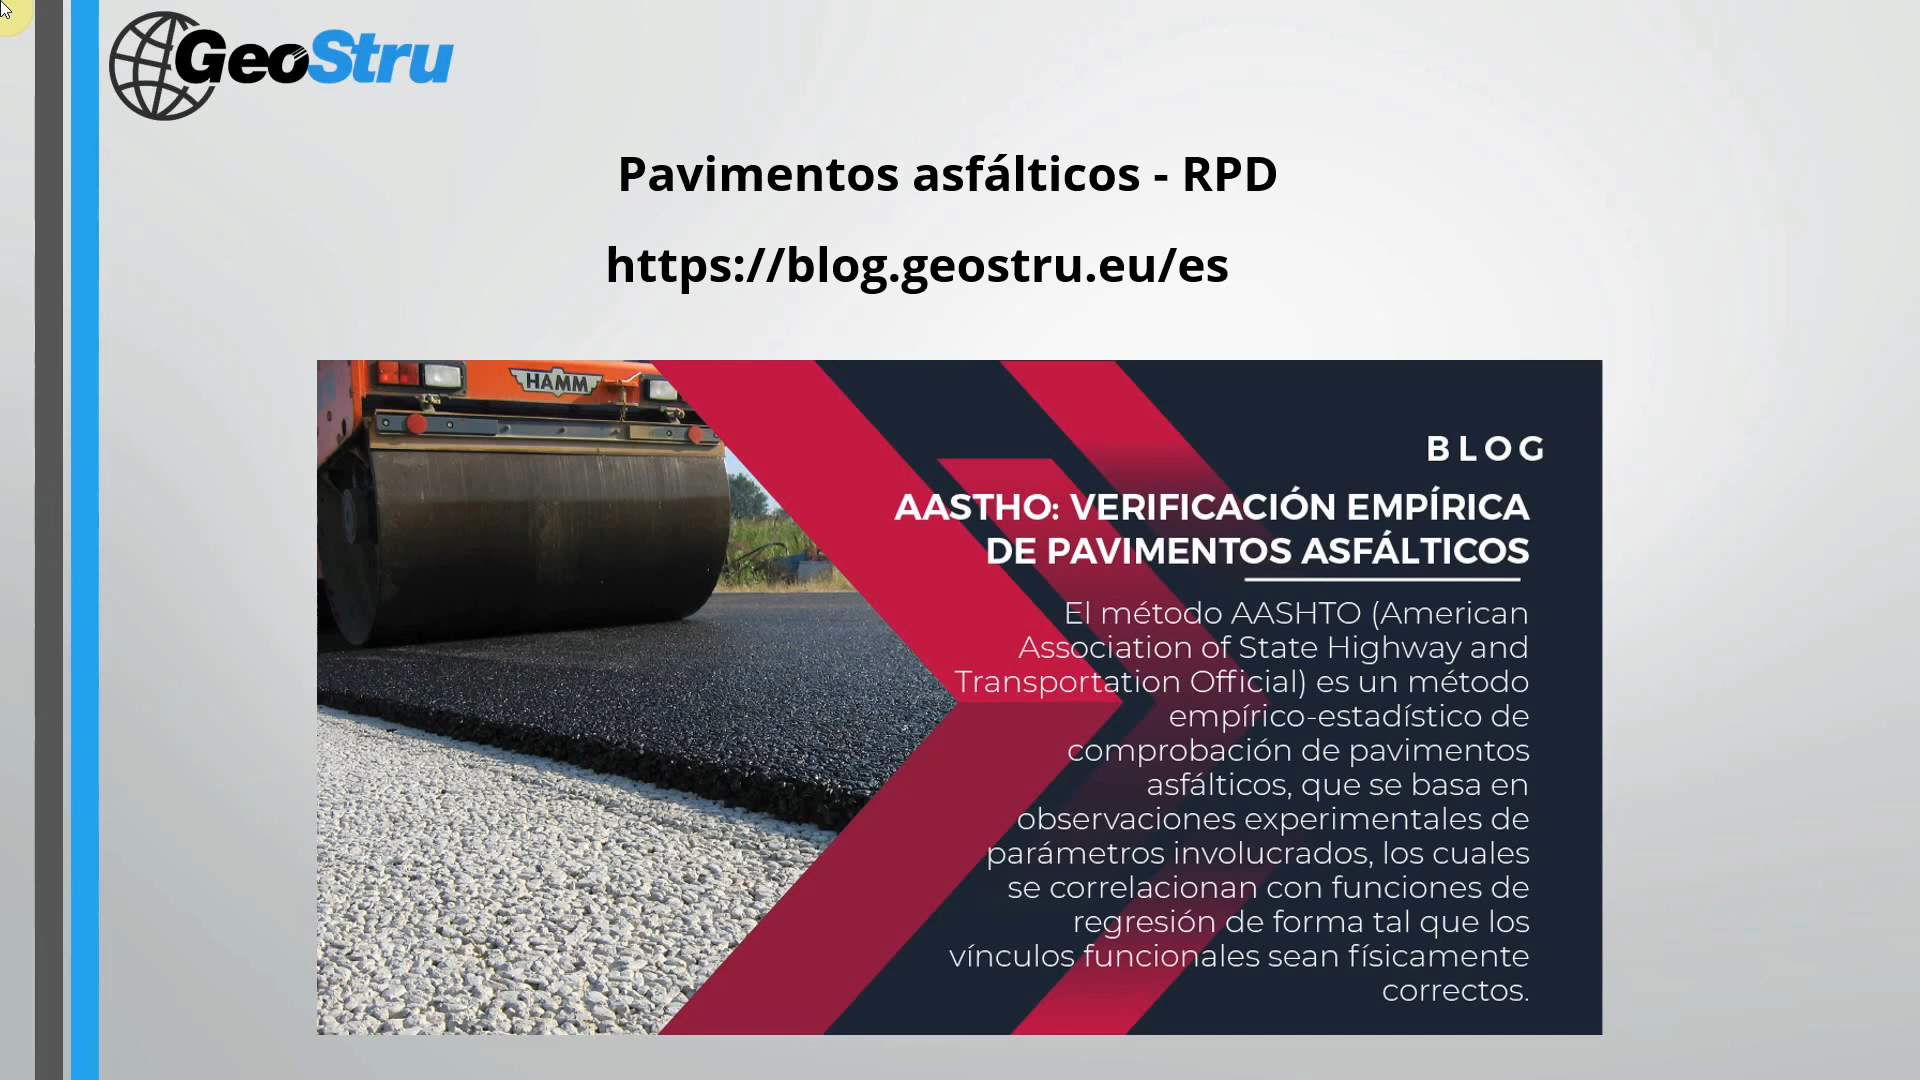 GeoStru
Pavimentos asfálticos - RPD
https://blog.geostru.eu/es
HAMM
BLOG
AASTHO: VERIFICACIÓN EMPÍRICA
DE PAVIMENTOS ASFÁLTICOS
El método AASHTO (American
Association of State Highway and
Transportation Official) es un método
empírico-estadístico de
comprobación de pavimentos
asfálticos, que se basa en
observaciones experimentales de
parámetros involucrados, los cuales
se correlacionan con funciones de
regresión de forma tal que los
vínculos funcionales sean físicamente
correctos.